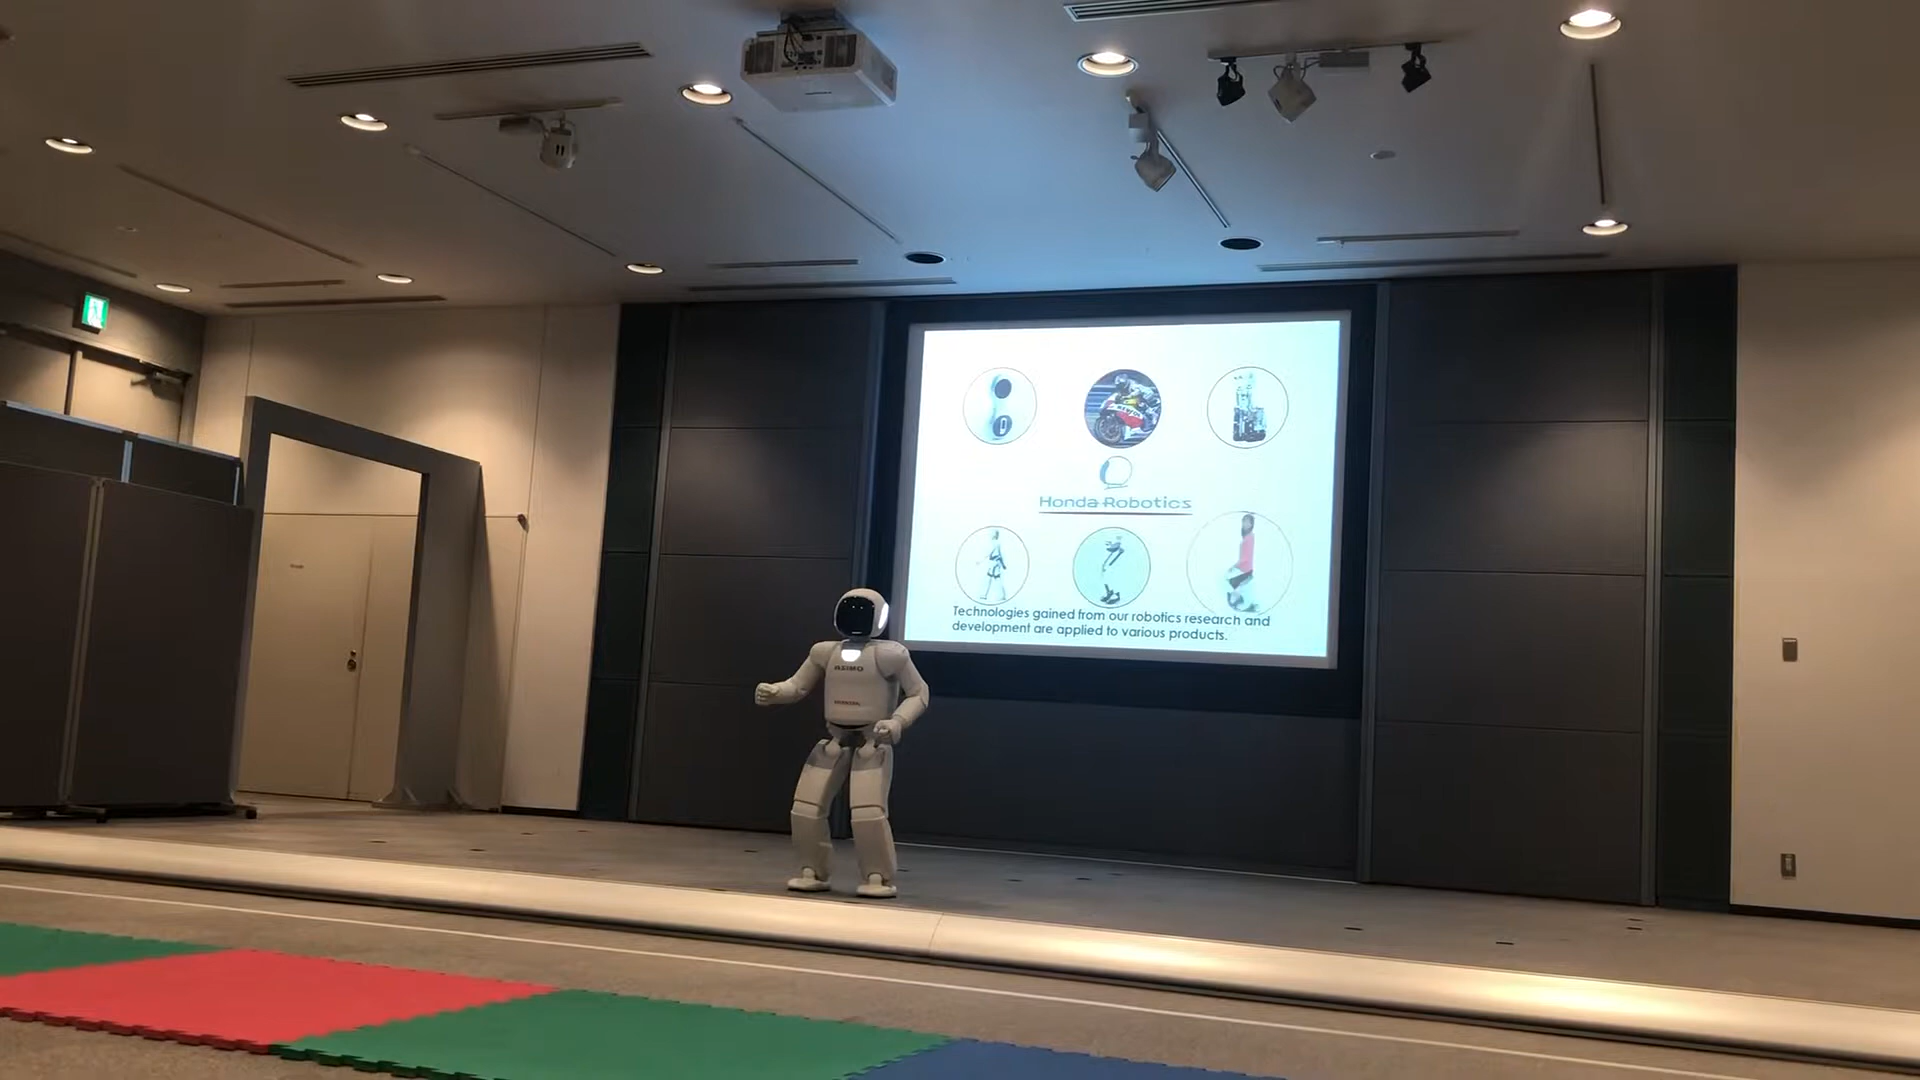 Honda Robotics
Technologies gained from our robotics research and
development are applied to various products.
ASIMO
HONDA